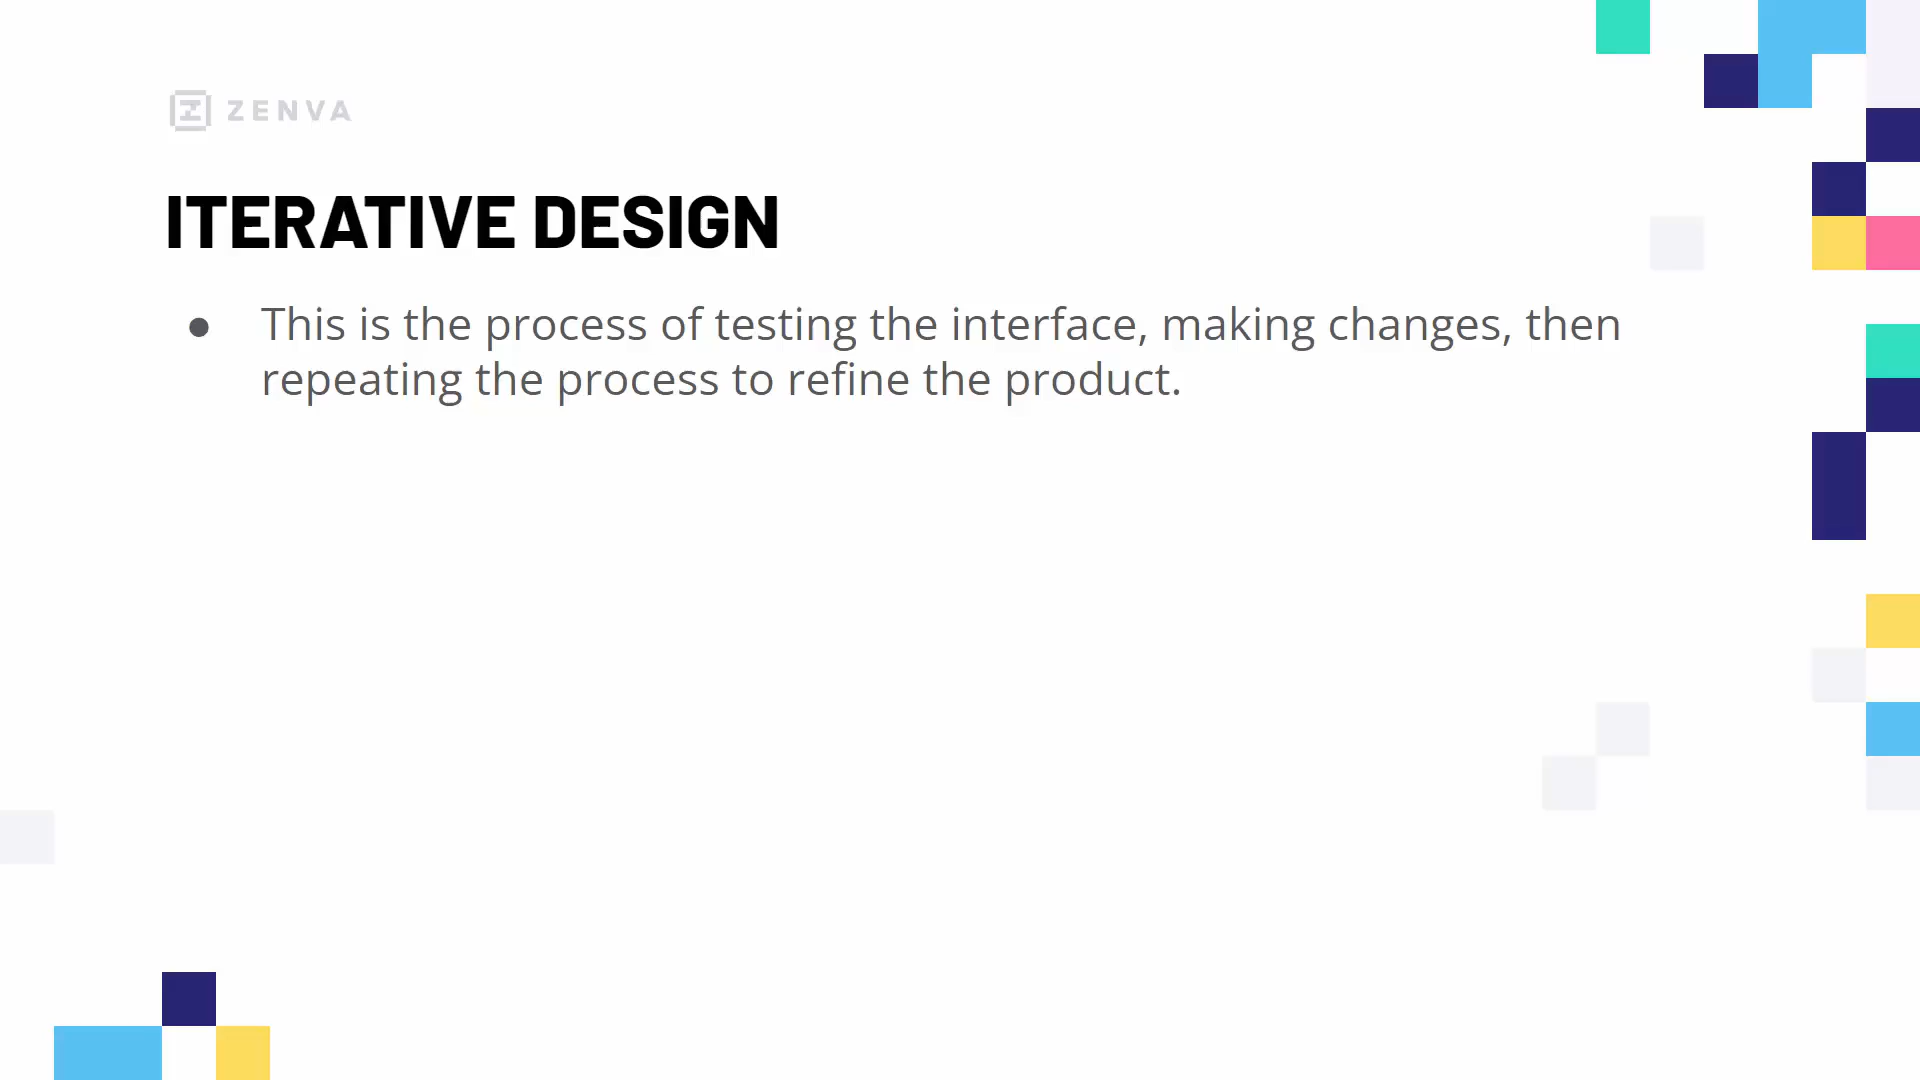 ZENVA
ITERATIVE DESIGN
● This is the process of testing the interface, making changes, then
repeating the process to refine the product.